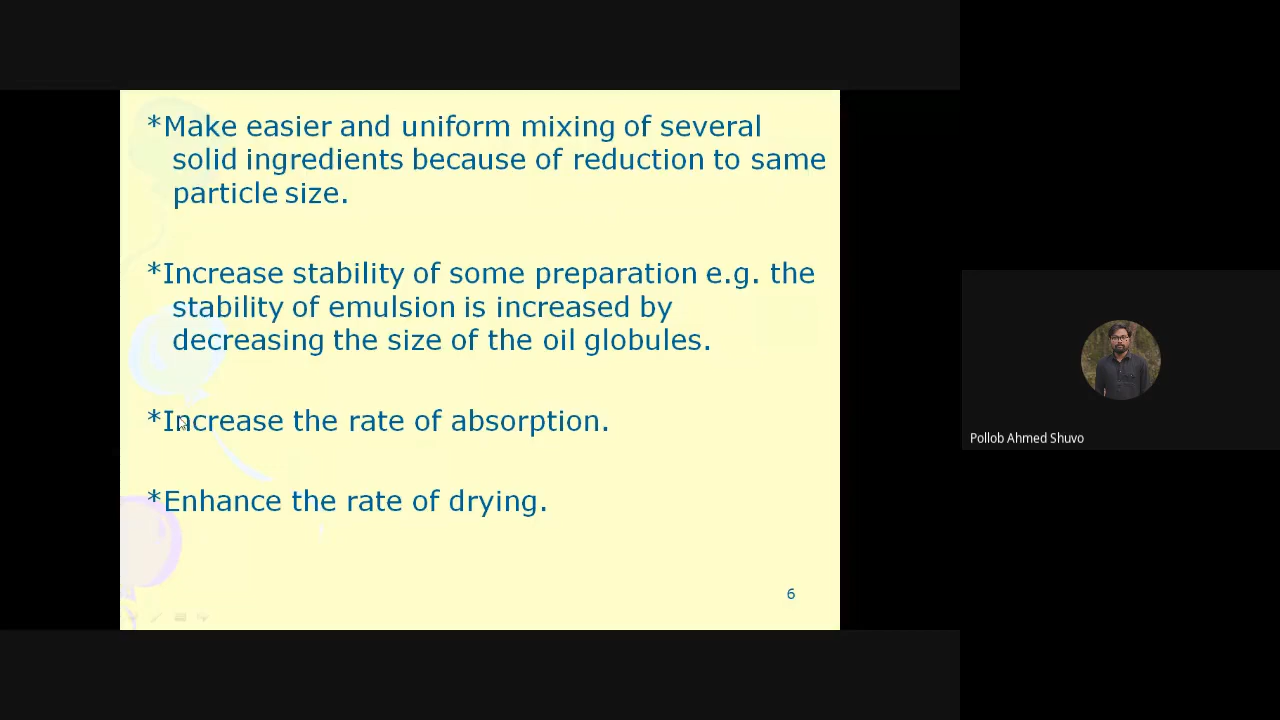 *Make easier and uniform mixing of several
solid ingredients because of reduction to same
particle size.
*Increase stability of some preparation e.g. the
stability of emulsion is increased by
decreasing the size of the oil globules.
*Increase the rate of absorption.
*Enhance the rate of drying.
6
Pollob Ahmed Shuvo